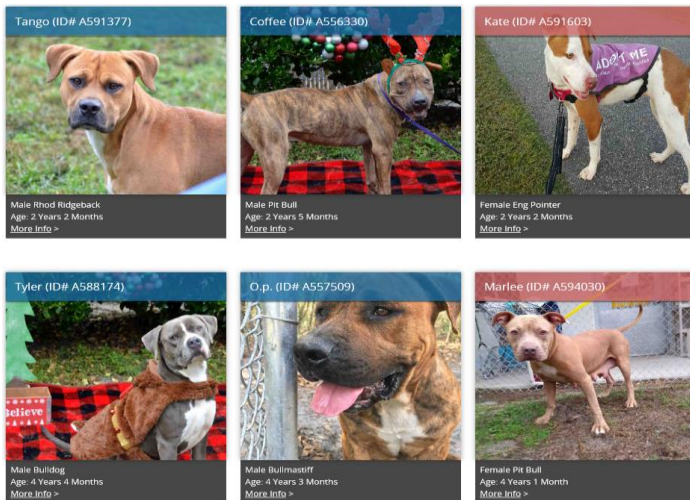 Tango (ID# A591377)
Male Rhod Ridgeback
Age: 2 Years 2 Months
More Info >
Coffee (ID# A556330)
Male Pit Bull
Age: 2 Years 5 Months
More Info >
Kate (ID# A591603)
ADOPT ME
Female Eng Pointer
Age: 2 Years 2 Months
More Info >
Tyler (ID# A588174)
Believe
Male Bulldog
Age: 4 Years 4 Months
More Info >
O.p. (ID# A557509)
Male Bullmastiff
Age: 4 Years 3 Months
More Info >
Marlee (ID# A594030)
Female Pit Bull
Age: 4 Years 1 Month
More Info >